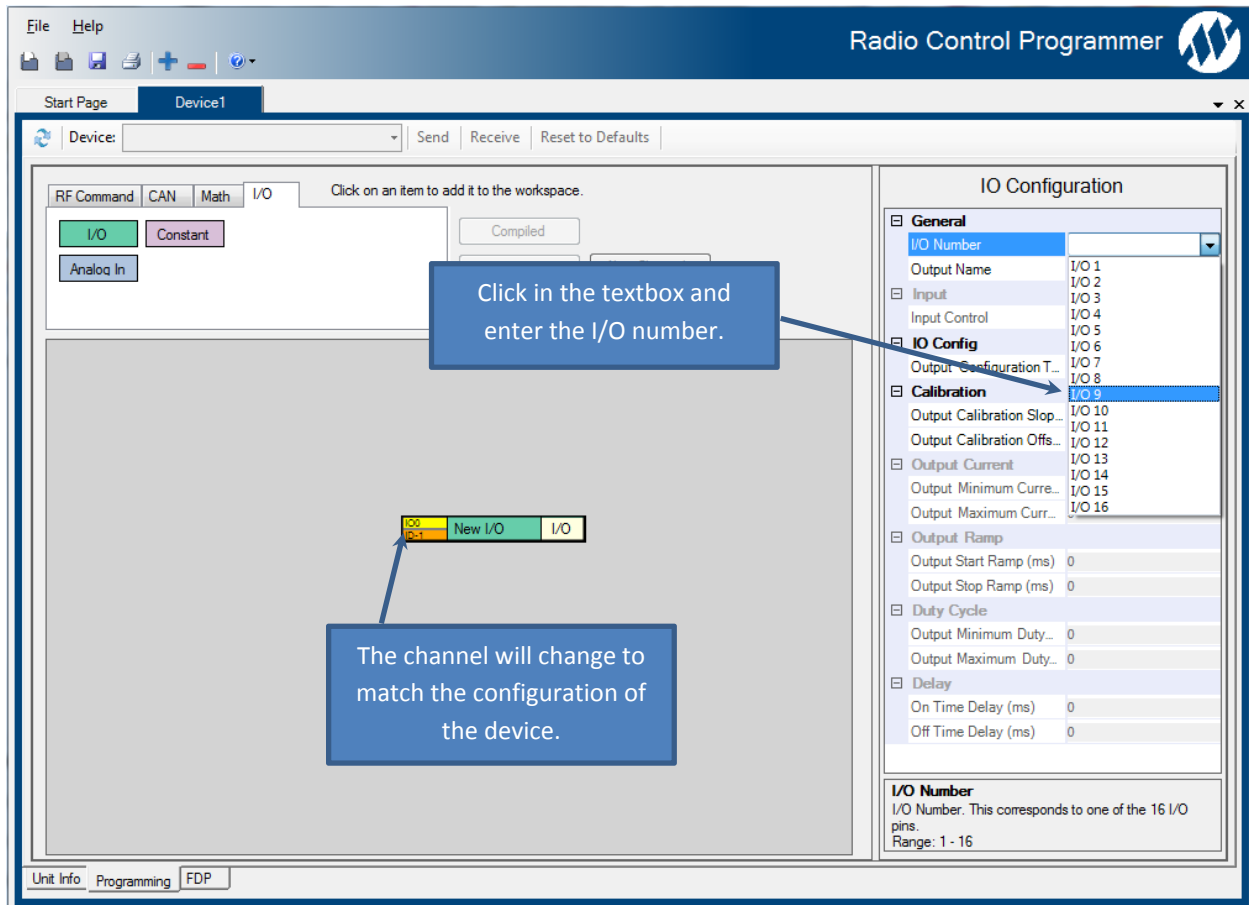 File Help
Radio Control Programmer
Start Page Device1
Device: Send Receive Reset to Defaults
RF Command CAN Math I/O
Click on an item to add it to the workspace.
I/O Constant
Analog In
Compiled
Click in the textbox and
enter the I/O number.
IO0
ID-1
New I/O I/O
The channel will change to
match the configuration of
the device.
IO Configuration
General
I/O Number
Output Name
Input
Input Control
IO Config
Output Configuration T...
Calibration
Output Calibration Slop...
Output Calibration Offs...
Output Current
Output Minimum Curre...
Output Maximum Curr...
I/O 1
I/O 2
I/O 3
I/O 4
I/O 5
I/O 6
I/O 7
I/O 8
I/O 9
I/O 10
I/O 11
I/O 12
I/O 13
I/O 14
I/O 15
I/O 16
Output Ramp
Output Start Ramp (ms) 0
Output Stop Ramp (ms) 0
Duty Cycle
Output Minimum Duty... 0
Output Maximum Duty... 0
Delay
On Time Delay (ms) 0
Off Time Delay (ms) 0
I/O Number
I/O Number. This corresponds to one of the 16 I/O
pins.
Range: 1 - 16
Unit Info Programming FDP